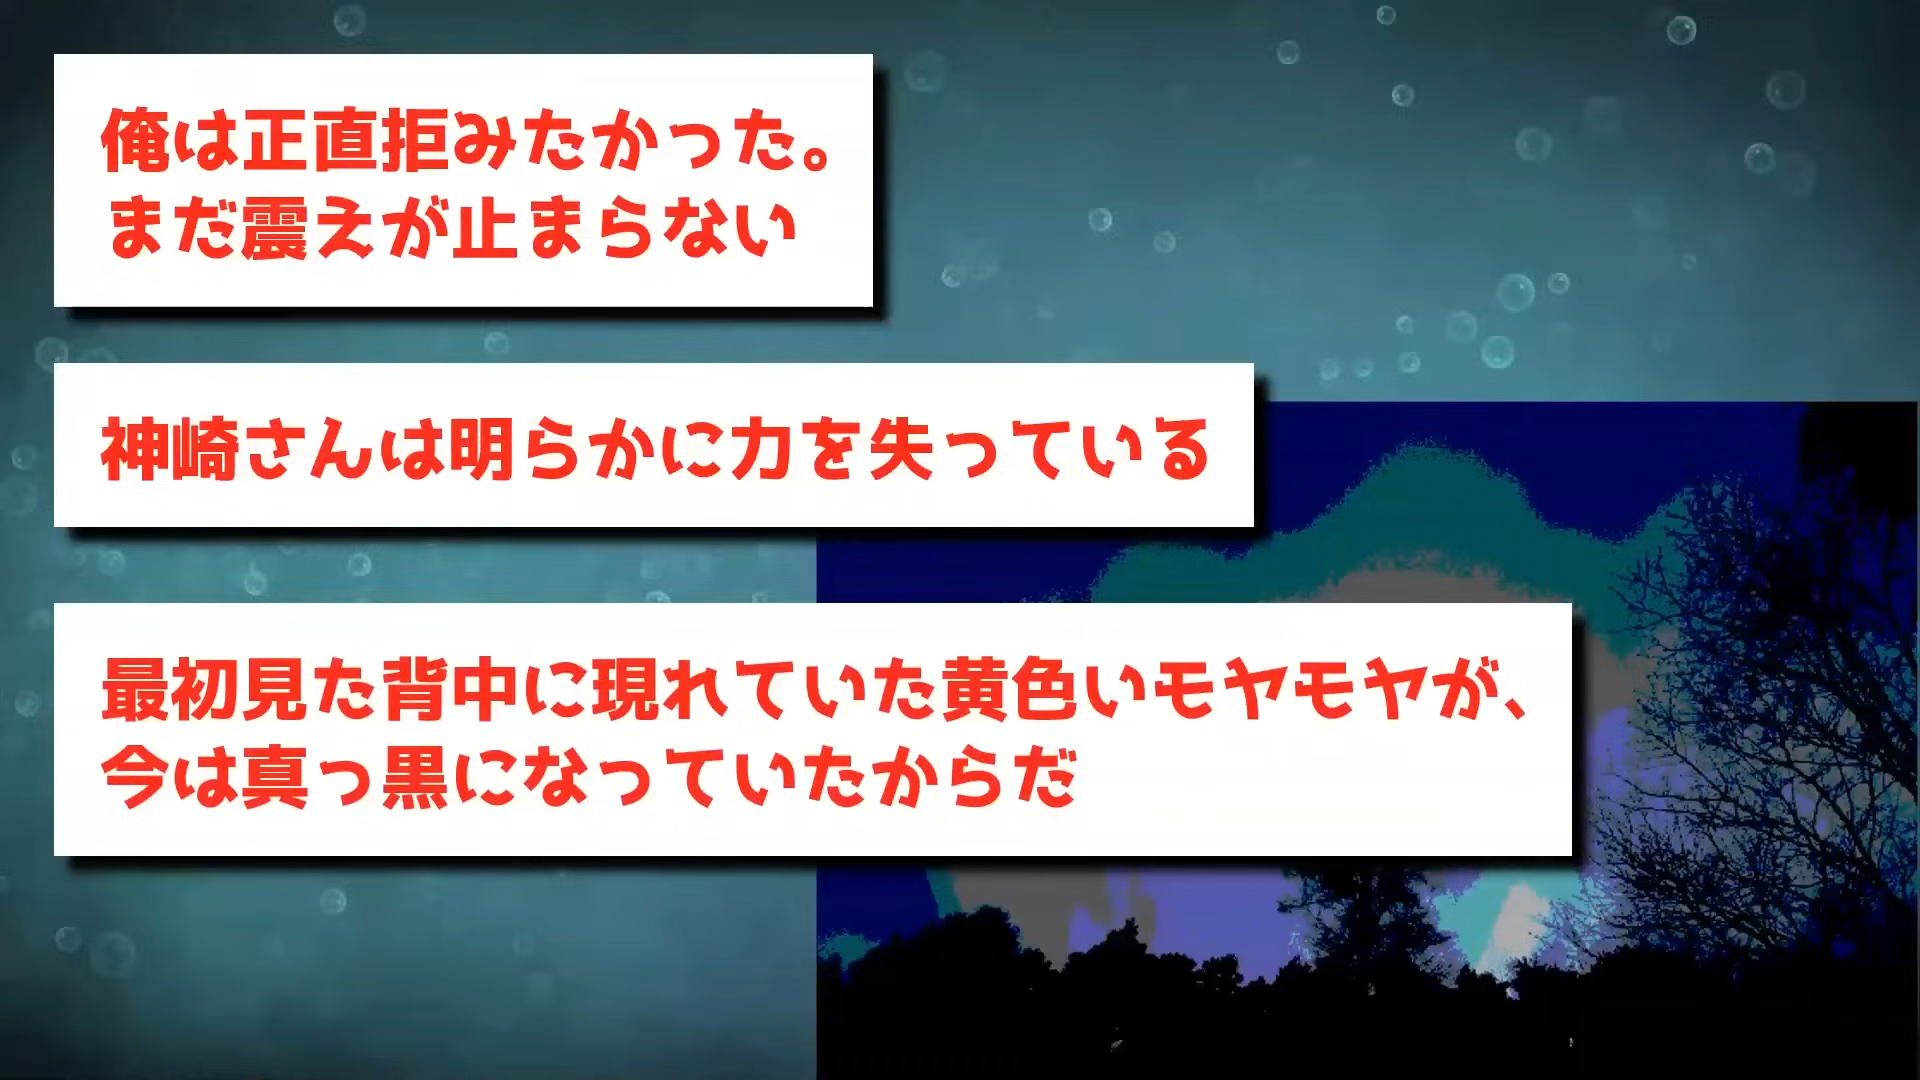 俺は正直拒みたかった。
まだ震えが止まらない
神崎さんは明らかに力を失っている
最初見た背中に現れていた黄色いモヤモヤが、
今は真っ黒になっていたからだ